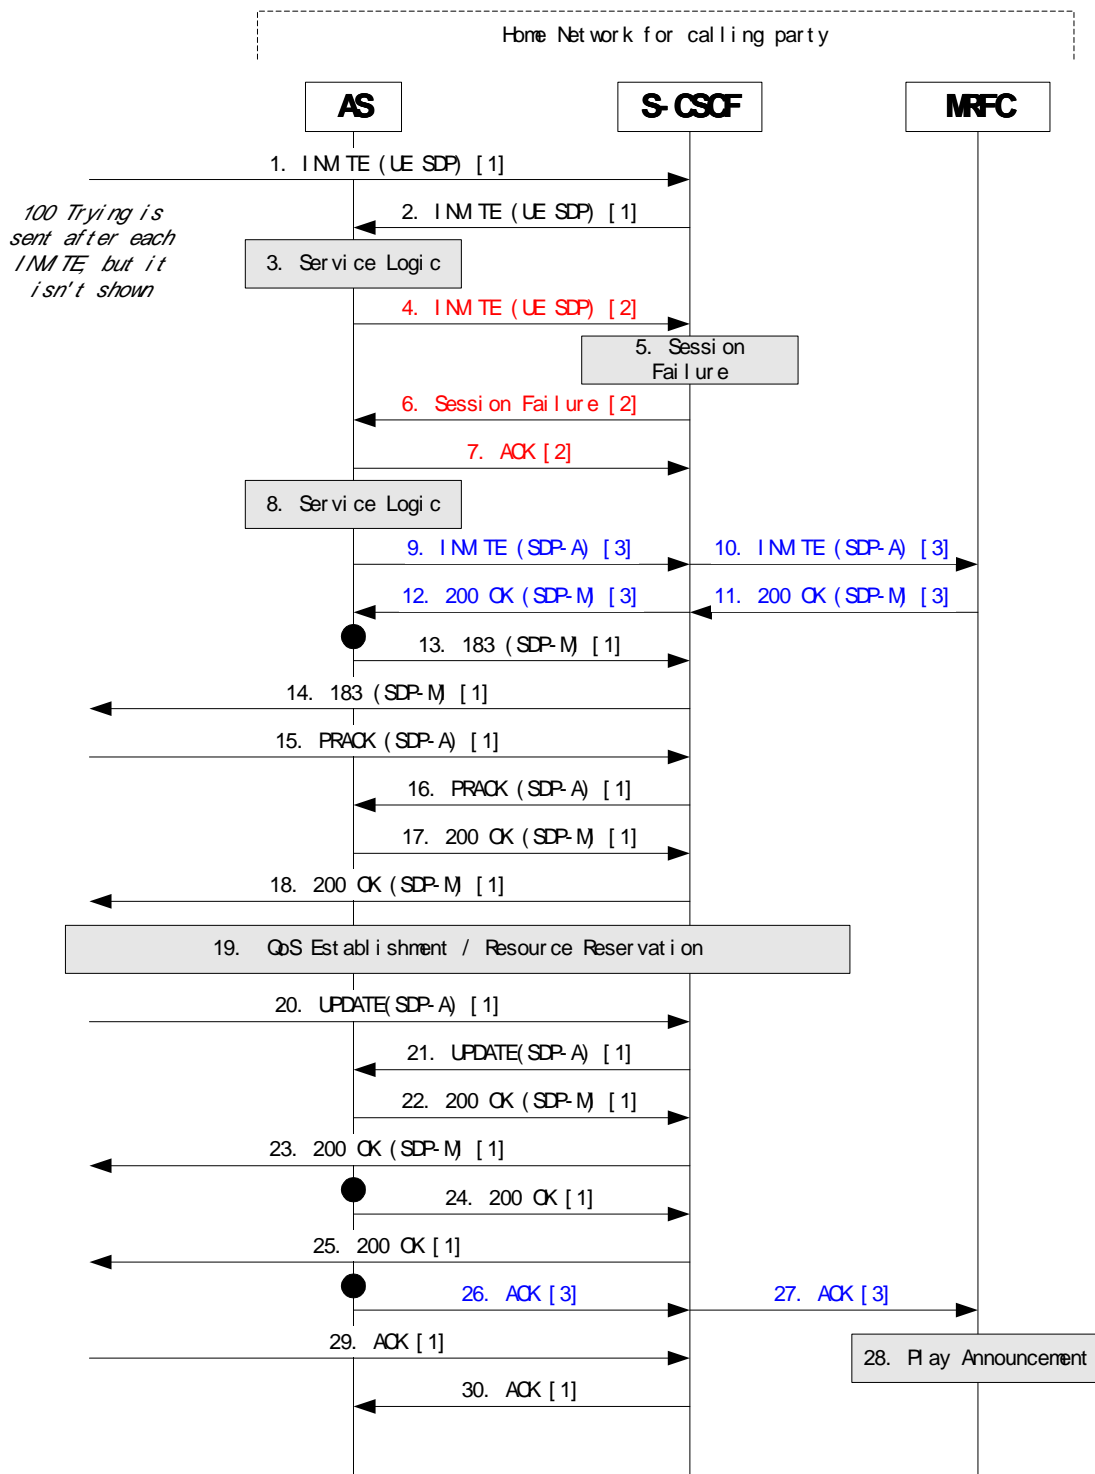 Home Network for calling party
AS
S-CSCF
MRFC
1. INVITE (UE SDP) [1]
100 Trying is
sent after each
INVITE, but it
isn't shown
2. INVITE (UE SDP) [1]
3. Service Logic
4. INVITE (UE SDP) [2]
5. Session
Failure
6. Session Failure [2]
7. ACK [2]
8. Service Logic
9. INVITE (SDP-A) [3]
10. INVITE (SDP-A) [3]
12. 200 OK (SDP-M) [3]
11. 200 OK (SDP-M) [3]
13. 183 (SDP-M) [1]
14. 183 (SDP-M) [1]
15. PRACK (SDP-A) [1]
16. PRACK (SDP-A) [1]
17. 200 OK (SDP-M) [1]
18. 200 OK (SDP-M) [1]
19. QoS Establishment / Resource Reservation
20. UPDATE(SDP-A) [1]
21. UPDATE(SDP-A) [1]
22. 200 OK (SDP-M) [1]
23. 200 OK (SDP-M) [1]
24. 200 OK [1]
25. 200 OK [1]
26. ACK [3]
27. ACK [3]
29. ACK [1]
28. Play Announcement
30. ACK [1]